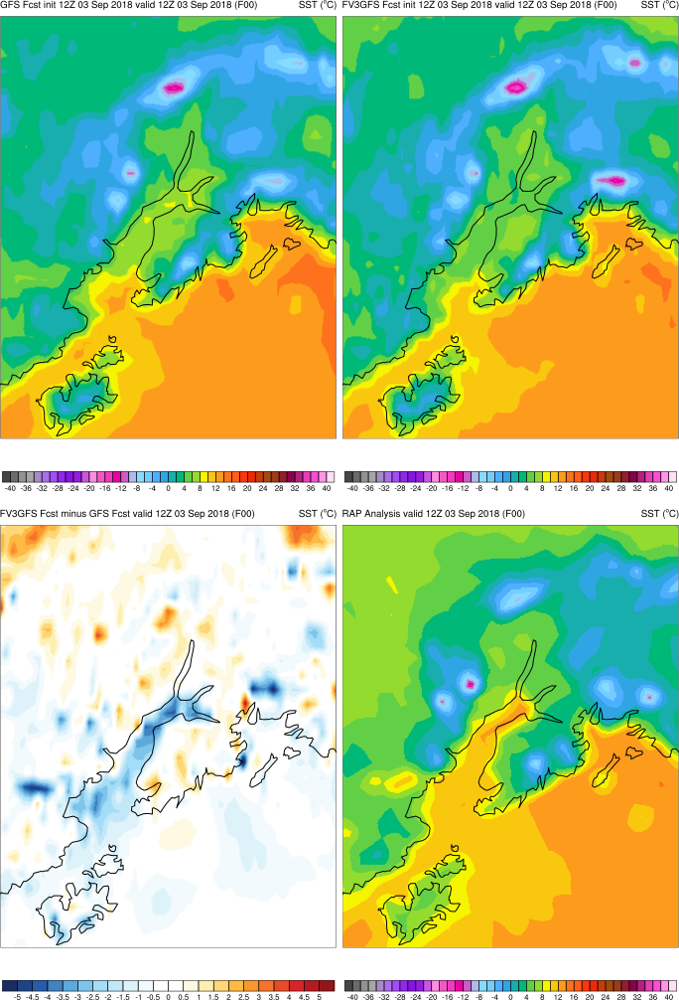 GFS Fcst init 12Z 03 Sep 2018 valid 12Z 03 Sep 2018 (F00) SST (°C)
FV3GFS Fcst init 12Z 03 Sep 2018 valid 12Z 03 Sep 2018 (F00) SST (°C)
-40 -36 -32 -28 -24 -20 -16 -12 -8 -4 0 4 8 12 16 20 24 28 32 36 40
-40 -36 -32 -28 -24 -20 -16 -12 -8 -4 0 4 8 12 16 20 24 28 32 36 40
FV3GFS Fcst minus GFS Fcst valid 12Z 03 Sep 2018 (F00) SST (°C)
RAP Analysis valid 12Z 03 Sep 2018 (F00) SST (°C)
-5 -4.5 -4 -3.5 -3 -2.5 -2 -1.5 -1 -0.5 0 0.5 1 1.5 2 2.5 3 3.5 4 4.5 5
-40 -36 -32 -28 -24 -20 -16 -12 -8 -4 0 4 8 12 16 20 24 28 32 36 40